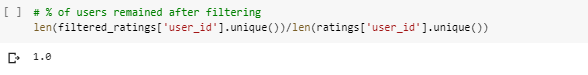 [ ] # % of users remained after filtering
len(filtered_ratings['user_id'].unique())/len(ratings['user_id'].unique())
1.0